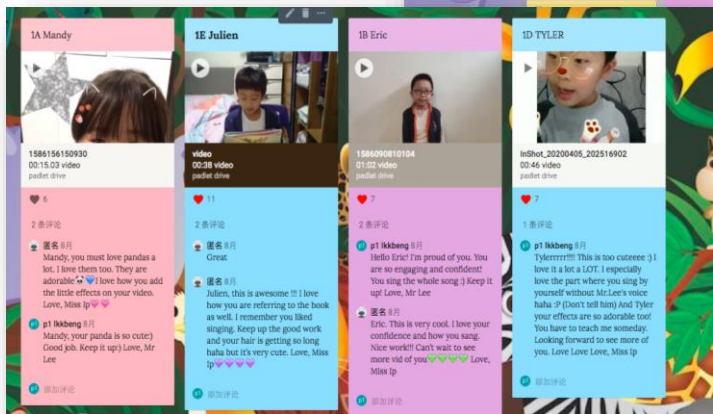 1A Mandy
1586156150930
00:15.03 video
padlet drive
6
2 条评论
匿名 8月
Mandy, you must love pandas a
lot. I love them too. They are
adorable🐼💙I love how you add
the little effects on your video.
Love, Miss Ip💗💗
p1 lkkbeng 8月
Mandy, your panda is so cute:)
Good job. Keep it up:) Love, Mr
Lee
p1 添加评论
1E Julien
video
00:38 video
padlet drive
11
2 条评论
匿名 8月
Great
匿名 8月
Julien, this is awesome !!! I love
how you are referring to the book
as well. I remember you liked
singing. Keep up the good work
and your hair is getting so long
haha but it's very cute. Love, Miss
Ip💜💜💜💜
p1 添加评论
1B Eric
1586090810104
01:02 video
padlet drive
7
2 条评论
p1 lkkbeng 8月
Hello Eric! I'm proud of you. You
are so engaging and confident!
You sing the whole song :) Keep it
up! Love, Mr Lee
匿名 8月
Eric. This is very cool. I love your
confidence and how you sang.
Nice work!!! Can't wait to see
more vid of you💚💚💚💚 Love,
Miss Ip
p1 添加评论
1D TYLER
InShot_20200405_202516902
00:46 video
padlet drive
7
1 条评论
p1 lkkbeng 8月
Tylerrrrr!!!! This is too cuteeee :) I
love it a lot a LOT. I especially
love the part where you sing by
yourself without Mr.Lee's voice
haha :P (Don't tell him) And Tyler
your effects are so adorable too!
You have to teach me someday.
Looking forward to see more of
you. Love Love Love, Miss Ip
p1 添加评论